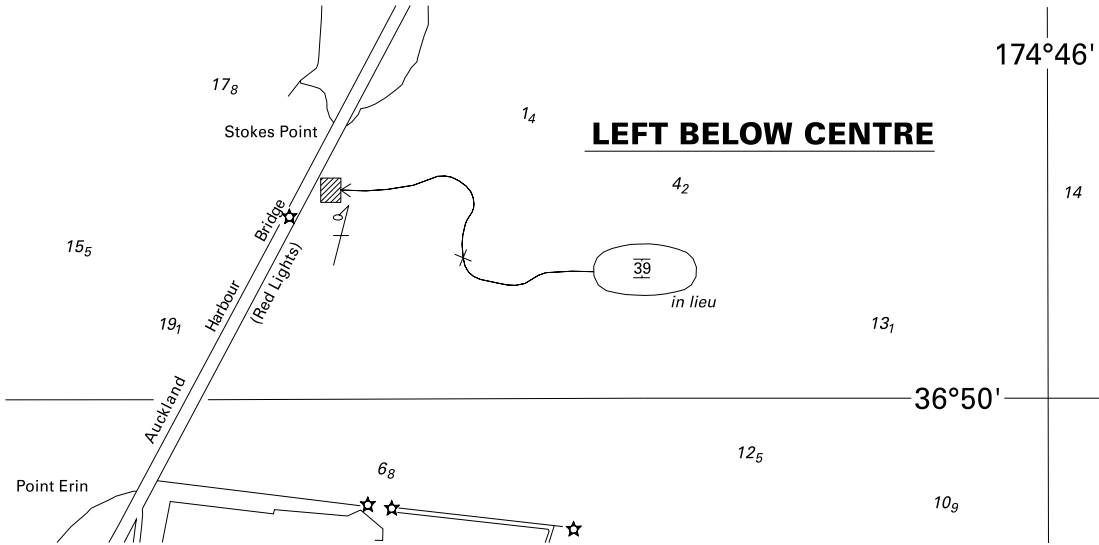 174°46'
17₈
1₄
Stokes Point
LEFT BELOW CENTRE
4₂
14
15₅
39
in lieu
19₁
13₁
Auckland Harbour Bridge
(Red Lights)
36°50'
12₅
6₈
Point Erin
10₉